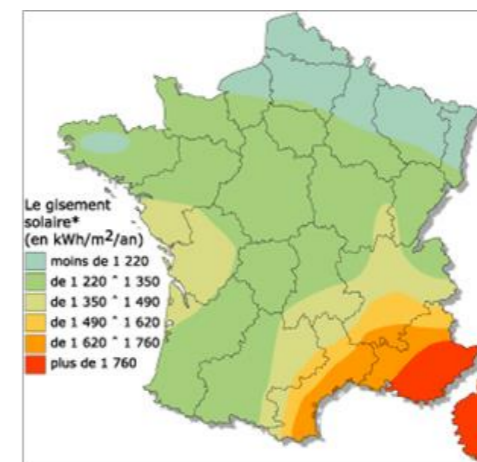 Le gisement
solaire*
(en kWh/m²/an)
moins de 1 220
de 1 220 ˆ 1 350
de 1 350 ˆ 1 490
de 1 490 ˆ 1 620
de 1 620 ˆ 1 760
plus de 1 760